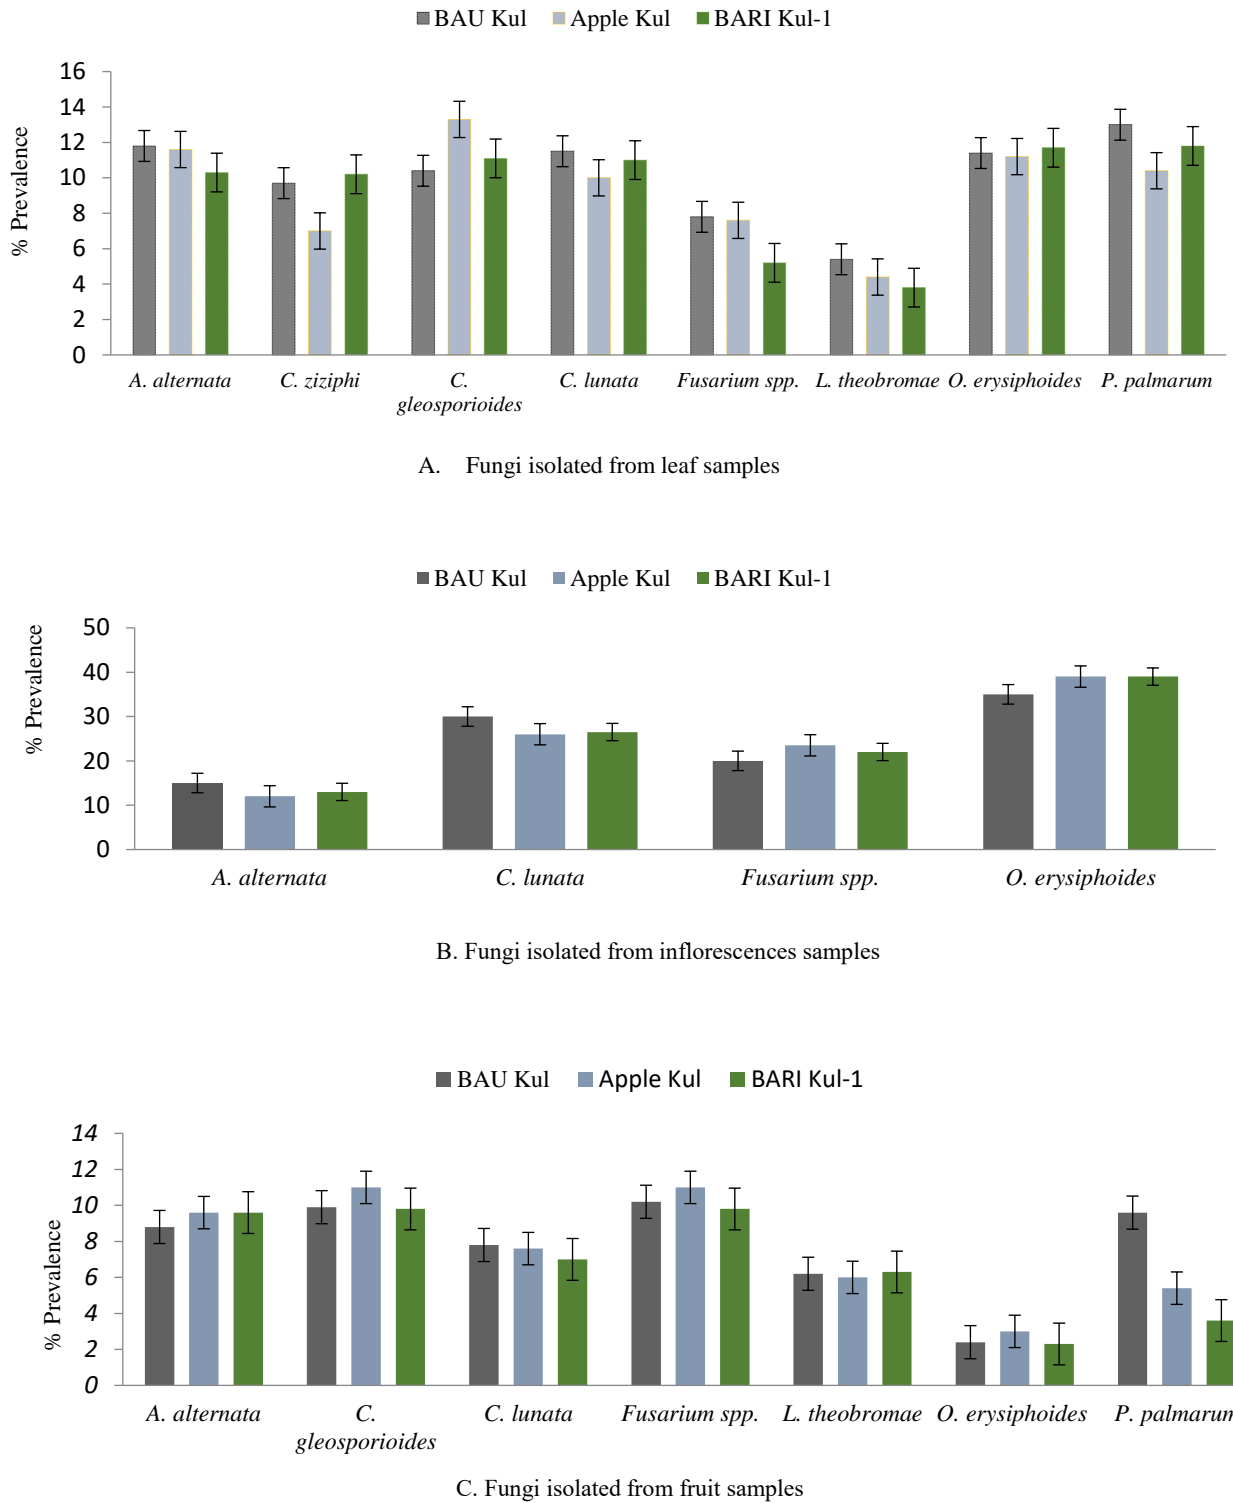 BAU Kul Apple Kul BARI Kul-1
% Prevalence
16
14
12
10
8
6
4
2
0
A. alternata C. ziziphi C. gleosporioides C. lunata Fusarium spp. L. theobromae O. erysiphoides P. palmarum
A. Fungi isolated from leaf samples
BAU Kul Apple Kul BARI Kul-1
% Prevalence
50
40
30
20
10
0
A. alternata C. lunata Fusarium spp. O. erysiphoides
B. Fungi isolated from inflorescences samples
BAU Kul Apple Kul BARI Kul-1
% Prevalence
14
12
10
8
6
4
2
0
A. alternata C. gleosporioides C. lunata Fusarium spp. L. theobromae O. erysiphoides P. palmarum
C. Fungi isolated from fruit samples